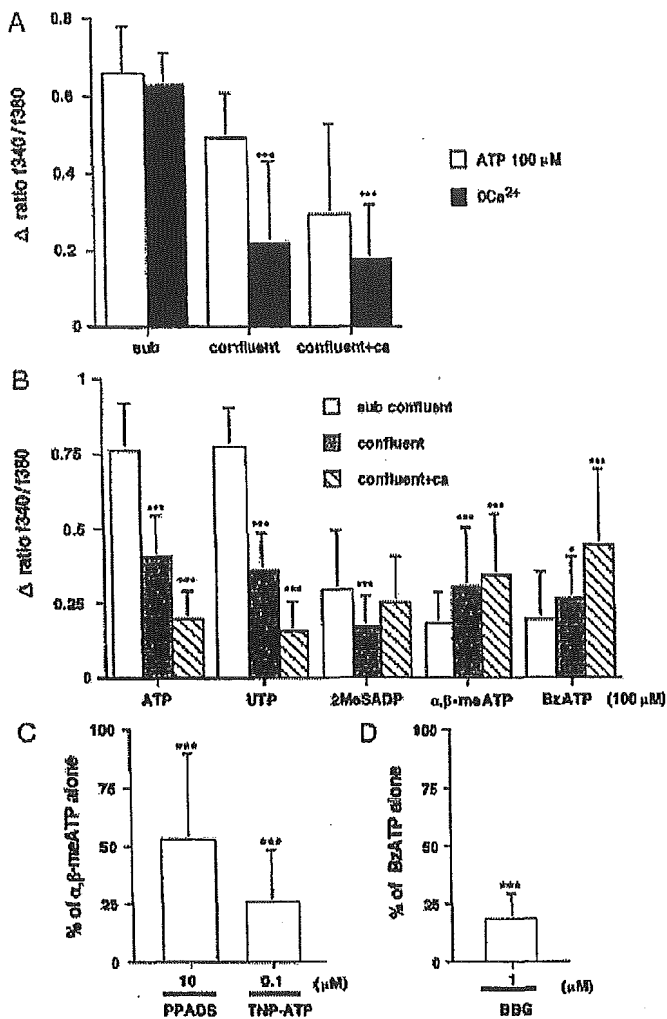 A
Δ ratio f340/f380
0.8
0.6
0.4
0.2
0
***
***
ATP 100 μM
0Ca²⁺
sub
confluent
confluent+ca
B
Δ ratio f340/f380
1
0.75
0.5
0.25
0
***
***
***
***
***
***
***
*
***
sub confluent
confluent
confluent+ca
ATP
UTP
2MeSADP
α,β-meATP
BzATP
(100 μM)
C
% of α,β-meATP alone
100
75
50
25
0
***
***
10
0.1
(μM)
PPADS
TNP-ATP
D
% of BzATP alone
100
75
50
25
0
***
1
(μM)
BBG